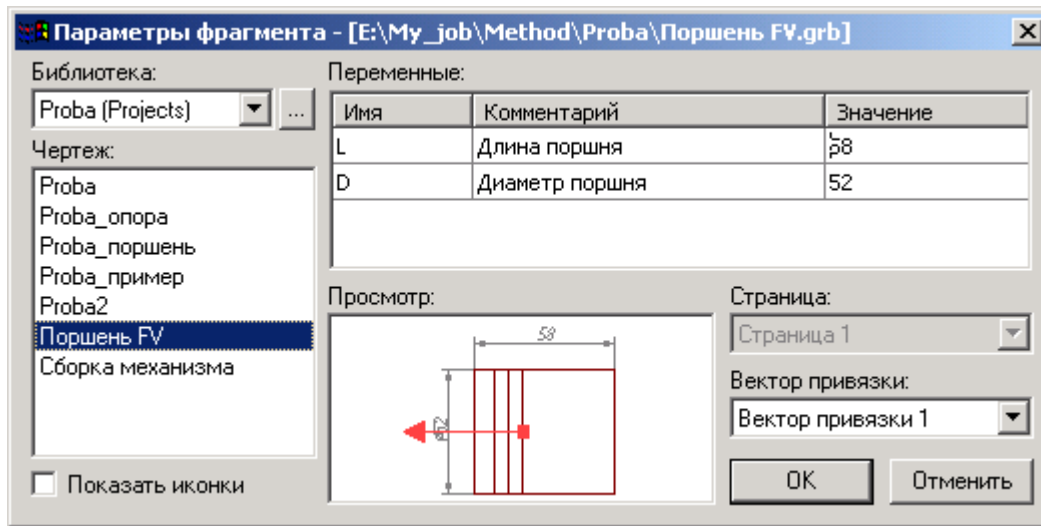 Параметры фрагмента - [E:\My_job\Method\Proba\Поршень FV.grb]
Библиотека:
Proba (Projects)
...
Чертеж:
Proba
Proba_опора
Proba_поршень
Proba_пример
Proba2
Поршень FV
Сборка механизма
Показать иконки
Переменные:
Имя Комментарий Значение
L Длина поршня 58
D Диаметр поршня 52
Просмотр:
58
Страница:
Страница 1
Вектор привязки:
Вектор привязки 1
OK Отменить